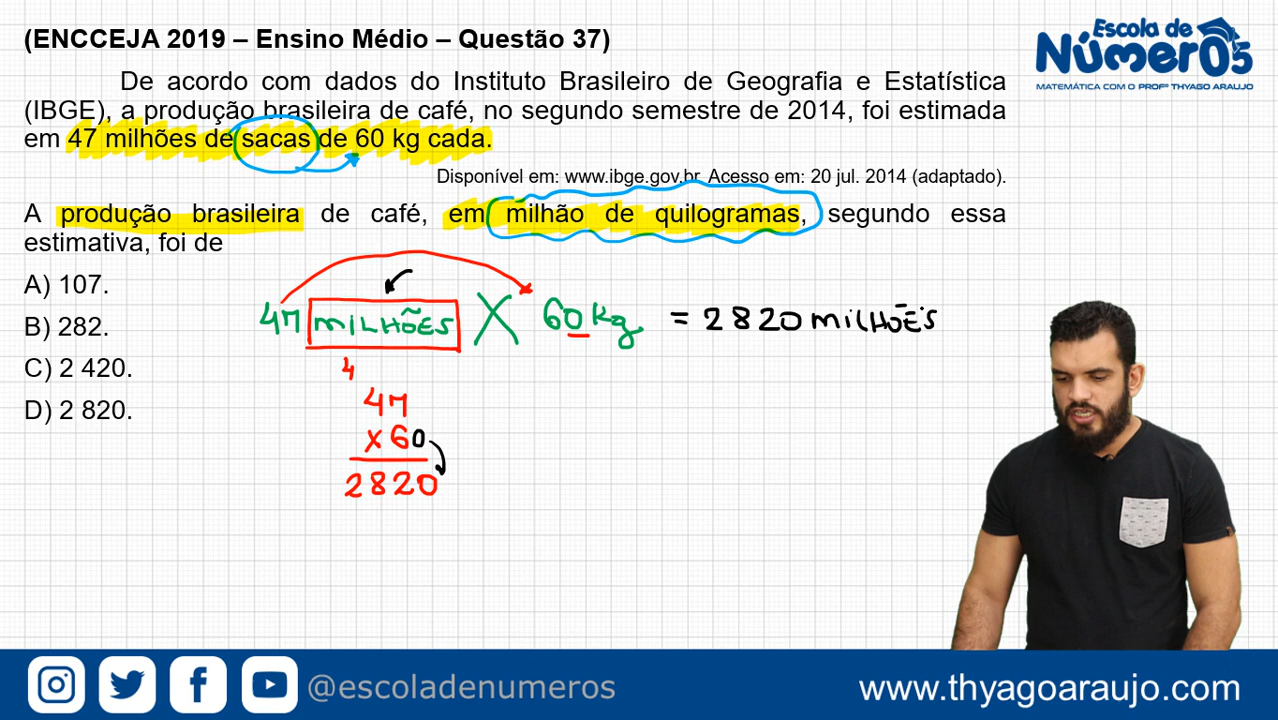 (ENCCEJA 2019 – Ensino Médio – Questão 37)
De acordo com dados do Instituto Brasileiro de Geografia e Estatística
(IBGE), a produção brasileira de café, no segundo semestre de 2014, foi estimada
em 47 milhões de sacas de 60 kg cada.
Disponível em: www.ibge.gov.br. Acesso em: 20 jul. 2014 (adaptado).
A produção brasileira de café, em milhão de quilogramas, segundo essa
estimativa, foi de
A) 107.
B) 282.
C) 2 420.
D) 2 820.
47 MILHÕES X 60 kg = 2820 MILHÕES
4
47
x 60
2820
Escola de
NúmerOs
MATEMÁTICA COM O PROFº THYAGO ARAUJO
@escoladenumeros
www.thyagoaraujo.com